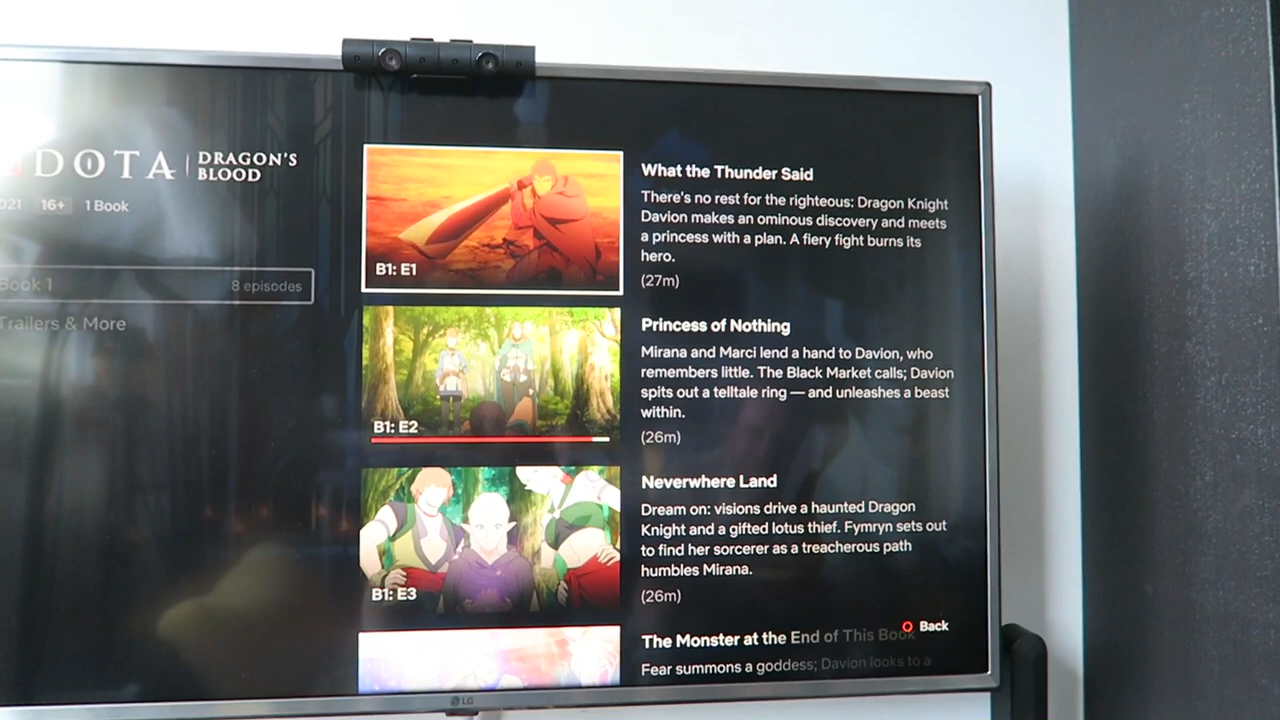 DOTA
DRAGON'S
BLOOD
021 16+ 1 Book
Book 1 8 episodes
Trailers & More
B1: E1
What the Thunder Said
There's no rest for the righteous: Dragon Knight
Davion makes an ominous discovery and meets
a princess with a plan. A fiery fight burns its
hero.
(27m)
B1: E2
Princess of Nothing
Mirana and Marci lend a hand to Davion, who
remembers little. The Black Market calls; Davion
spits out a telltale ring — and unleashes a beast
within.
(26m)
B1: E3
Neverwhere Land
Dream on: visions drive a haunted Dragon
Knight and a gifted lotus thief. Fymryn sets out
to find her sorcerer as a treacherous path
humbles Mirana.
(26m)
Back
The Monster at the End of This Book
Fear summons a goddess; Davion looks to a
LG